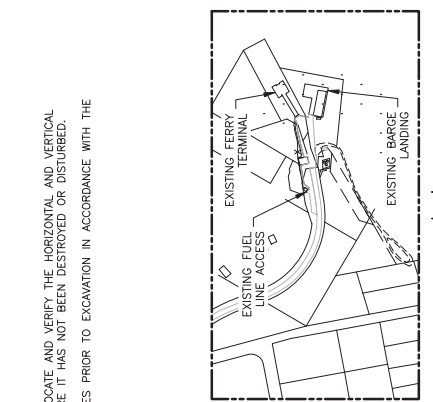 OCATE AND VERIFY THE HORIZONTAL AND VERTICAL
RE IT HAS NOT BEEN DESTROYED OR DISTURBED.
ES PRIOR TO EXCAVATION IN ACCORDANCE WITH THE
EXISTING FERRY
TERMINAL
EXISTING FUEL
LINE ACCESS
EXISTING BARGE
LANDING